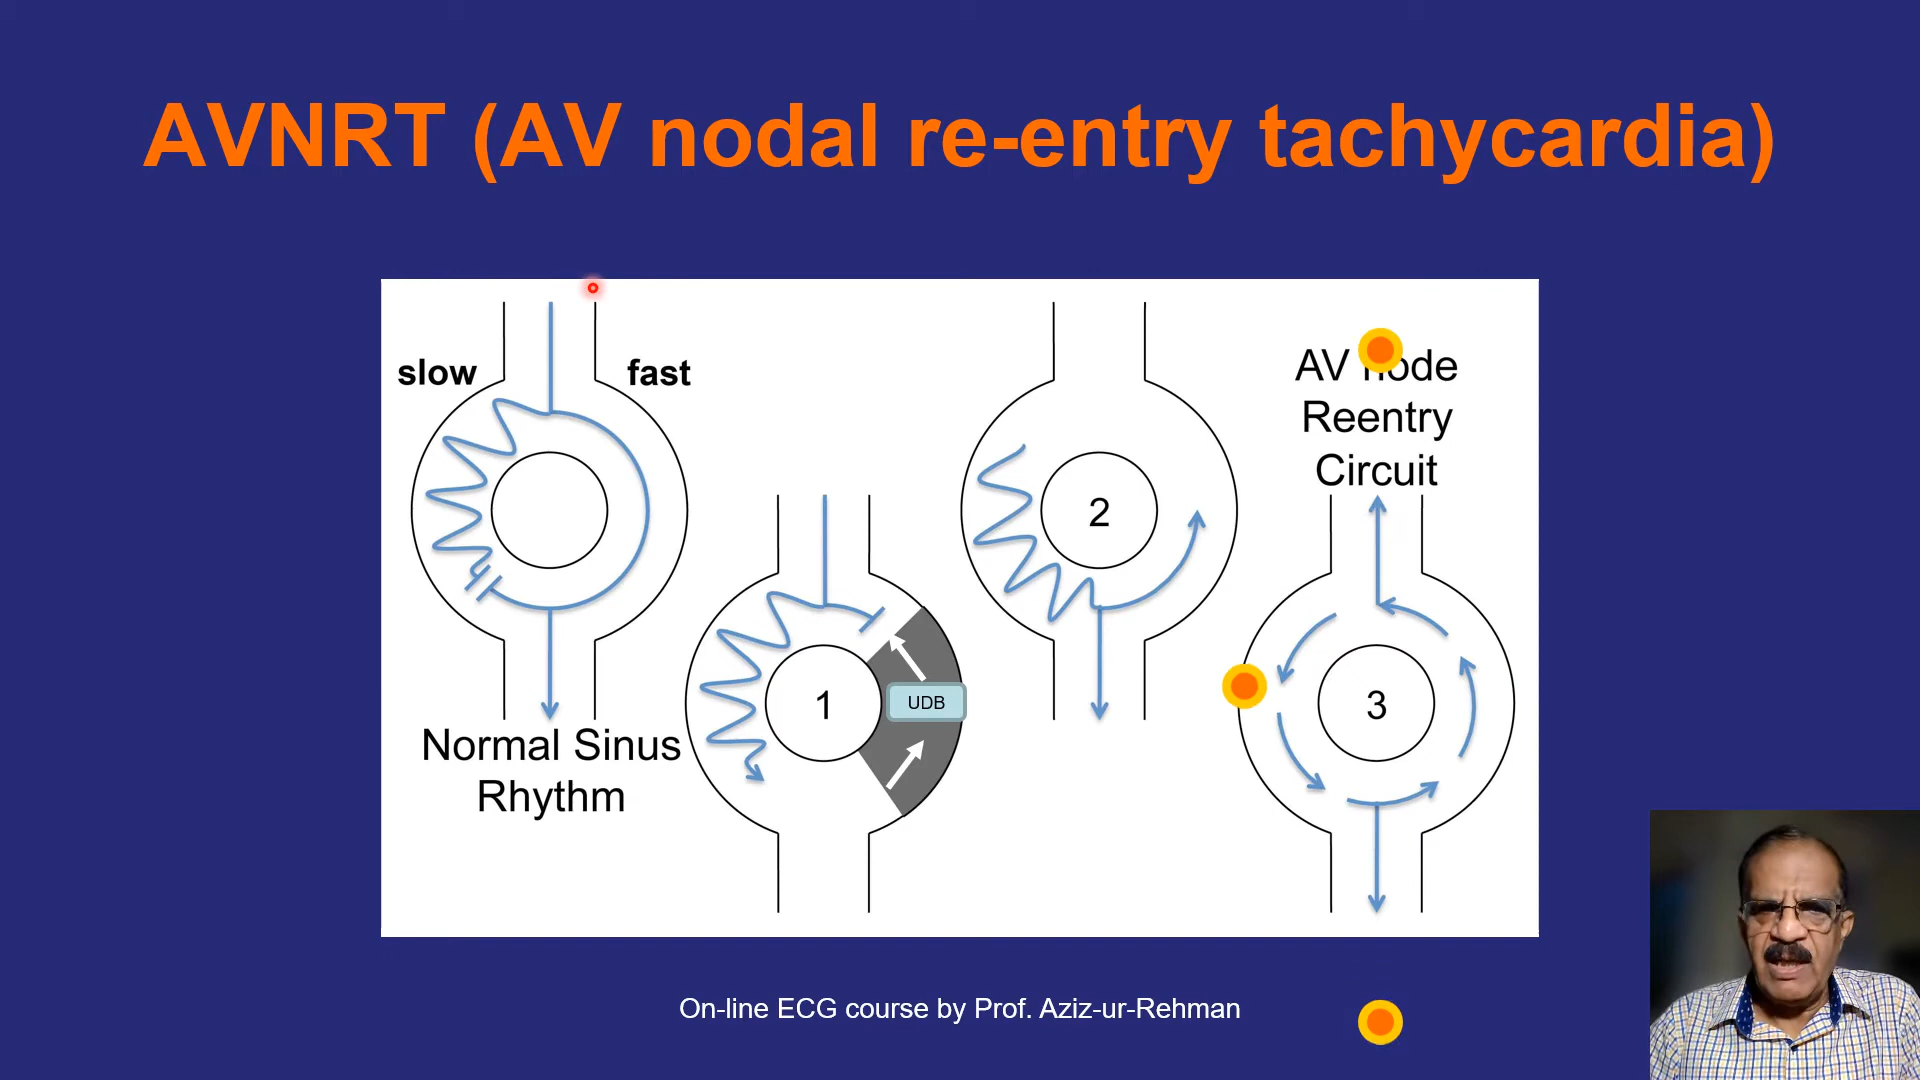 AVNRT (AV nodal re-entry tachycardia)
slow
fast
Normal Sinus
Rhythm
1
UDB
2
AV node
Reentry
Circuit
3
On-line ECG course by Prof. Aziz-ur-Rehman